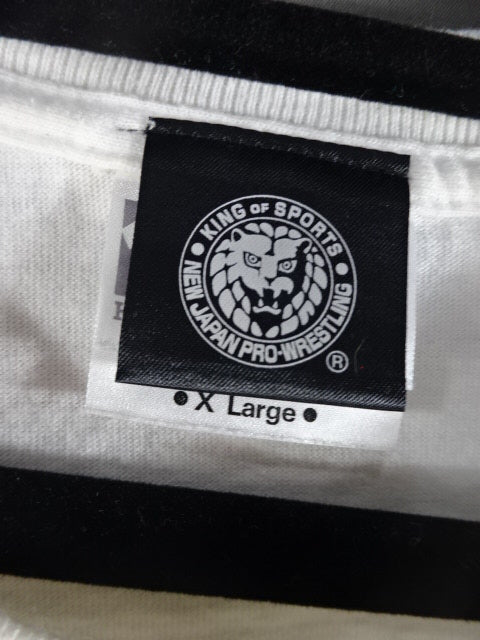 KING OF SPORTS
NEW JAPAN PRO-WRESTLING
®
• X Large •